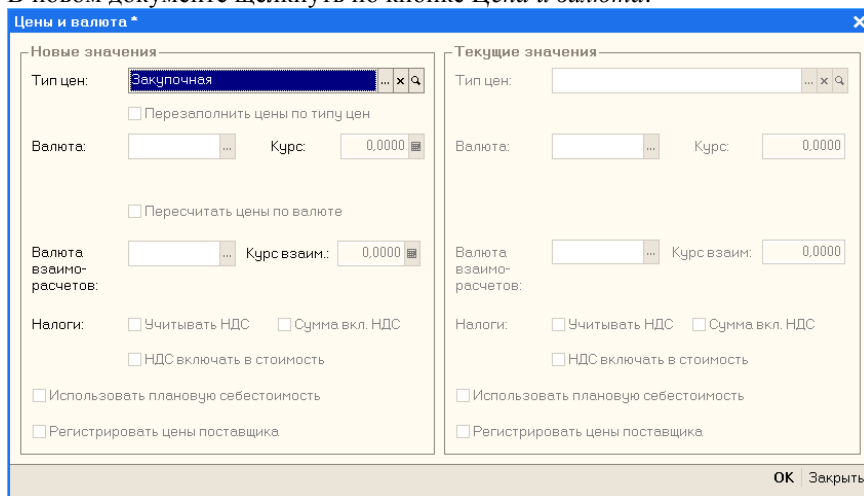 В новом документе щелкнуть по кнопке Цены и валюта.
Цены и валюта *
Новые значения
Тип цен: Закупочная ... x
Перезаполнить цены по типу цен
Валюта: ... Курс: 0,0000
Пересчитать цены по валюте
Валюта взаимо- расчетов: ... Курс взаим.: 0,0000
Налоги: Учитывать НДС Сумма вкл. НДС
НДС включать в стоимость
Использовать плановую себестоимость
Регистрировать цены поставщика
Текущие значения
Тип цен: ... x
Валюта: ... Курс: 0,0000
Валюта взаимо- расчетов: ... Курс взаим: 0,0000
Налоги: Учитывать НДС Сумма вкл. НДС
НДС включать в стоимость
Использовать плановую себестоимость
Регистрировать цены поставщика
OK Закрыть